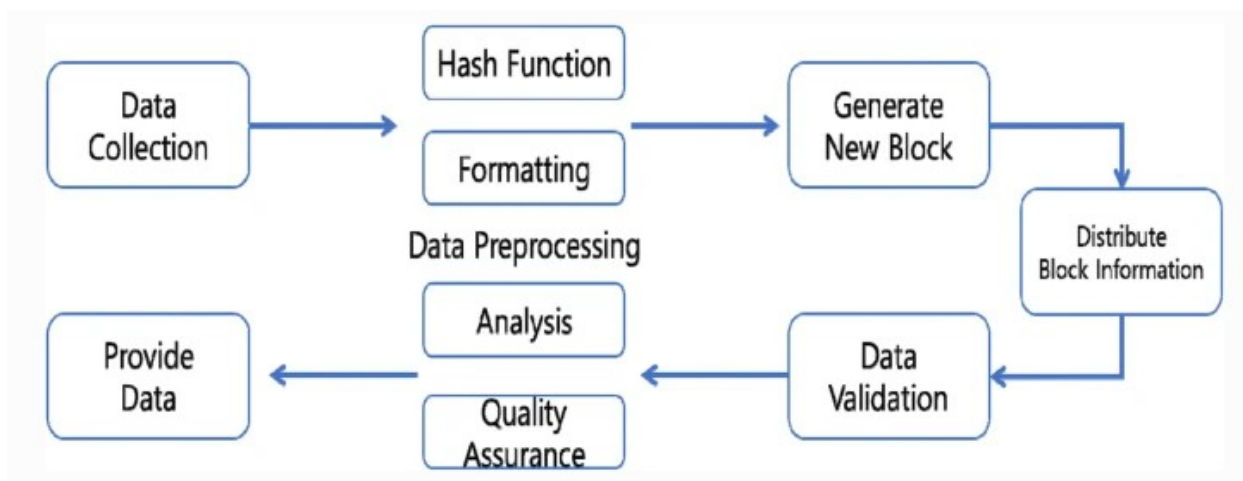 Data
Collection
Hash Function
Formatting
Data Preprocessing
Generate
New Block
Distribute
Block Information
Data
Validation
Analysis
Quality
Assurance
Provide
Data